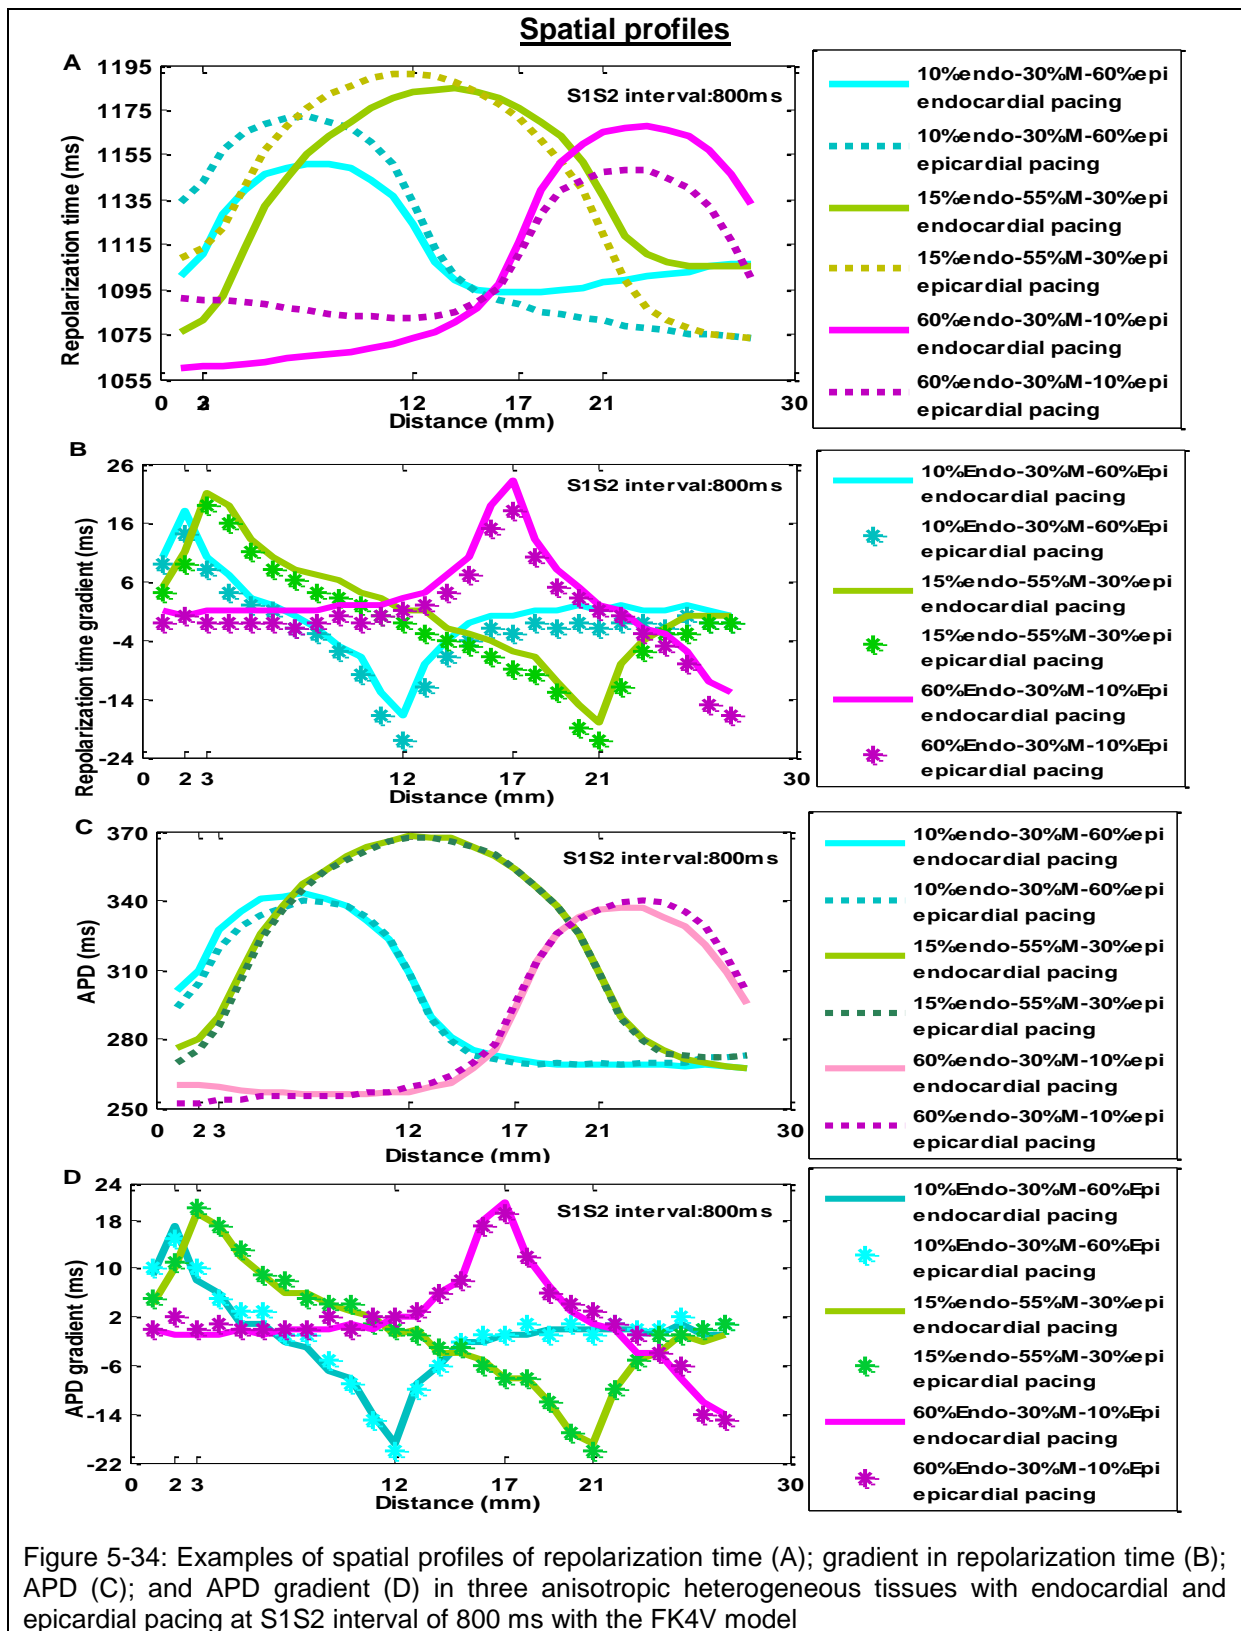 Spatial profiles
A
S1S2 interval:800ms
Repolarization time (ms)
1195
1175
1155
1135
1115
1095
1075
1055
0
2
12
17
21
30
Distance (mm)
10%endo-30%M-60%epi
endocardial pacing
10%endo-30%M-60%epi
epicardial pacing
15%endo-55%M-30%epi
endocardial pacing
15%endo-55%M-30%epi
epicardial pacing
60%endo-30%M-10%epi
endocardial pacing
60%endo-30%M-10%epi
epicardial pacing
B
S1S2 interval:800ms
Repolarization time gradient (ms)
26
16
6
-4
-14
-24
0
2
3
12
17
21
30
Distance (mm)
10%Endo-30%M-60%Epi
endocardial pacing
10%Endo-30%M-60%Epi
epicardial pacing
15%endo-55%M-30%epi
endocardial pacing
15%endo-55%M-30%epi
epicardial pacing
60%Endo-30%M-10%Epi
endocardial pacing
60%Endo-30%M-10%Epi
epicardial pacing
C
S1S2 interval:800ms
APD (ms)
370
340
310
280
250
0
2
3
12
17
21
30
Distance (mm)
10%endo-30%M-60%epi
endocardial pacing
10%endo-30%M-60%epi
epicardial pacing
15%endo-55%M-30%epi
endocardial pacing
15%endo-55%M-30%epi
epicardial pacing
60%endo-30%M-10%epi
endocardial pacing
60%endo-30%M-10%epi
epicardial pacing
D
S1S2 interval:800ms
APD gradient (ms)
24
18
10
2
-6
-14
-22
0
2
3
12
17
21
30
Distance (mm)
10%Endo-30%M-60%Epi
endocardial pacing
10%Endo-30%M-60%Epi
epicardial pacing
15%endo-55%M-30%epi
endocardial pacing
15%endo-55%M-30%epi
epicardial pacing
60%Endo-30%M-10%Epi
endocardial pacing
60%Endo-30%M-10%Epi
epicardial pacing
Figure 5-34: Examples of spatial profiles of repolarization time (A); gradient in repolarization time (B);
APD (C); and APD gradient (D) in three anisotropic heterogeneous tissues with endocardial and
epicardial pacing at S1S2 interval of 800 ms with the FK4V model